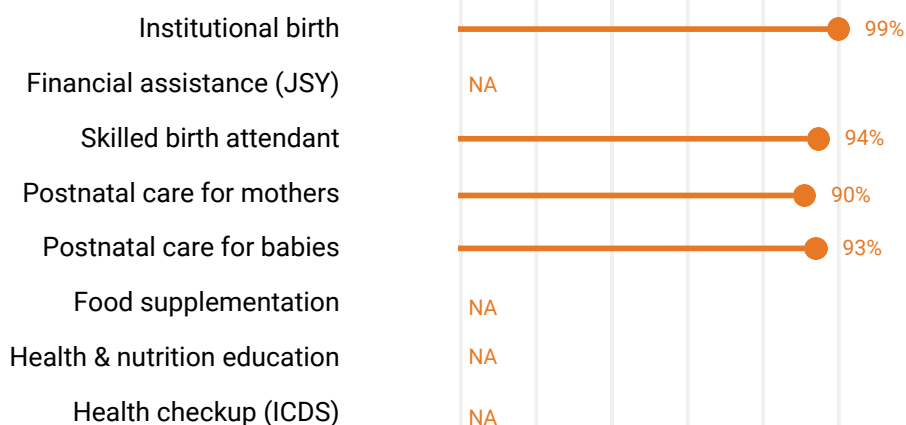 Institutional birth 99%
Financial assistance (JSY) NA
Skilled birth attendant 94%
Postnatal care for mothers 90%
Postnatal care for babies 93%
Food supplementation NA
Health & nutrition education NA
Health checkup (ICDS) NA